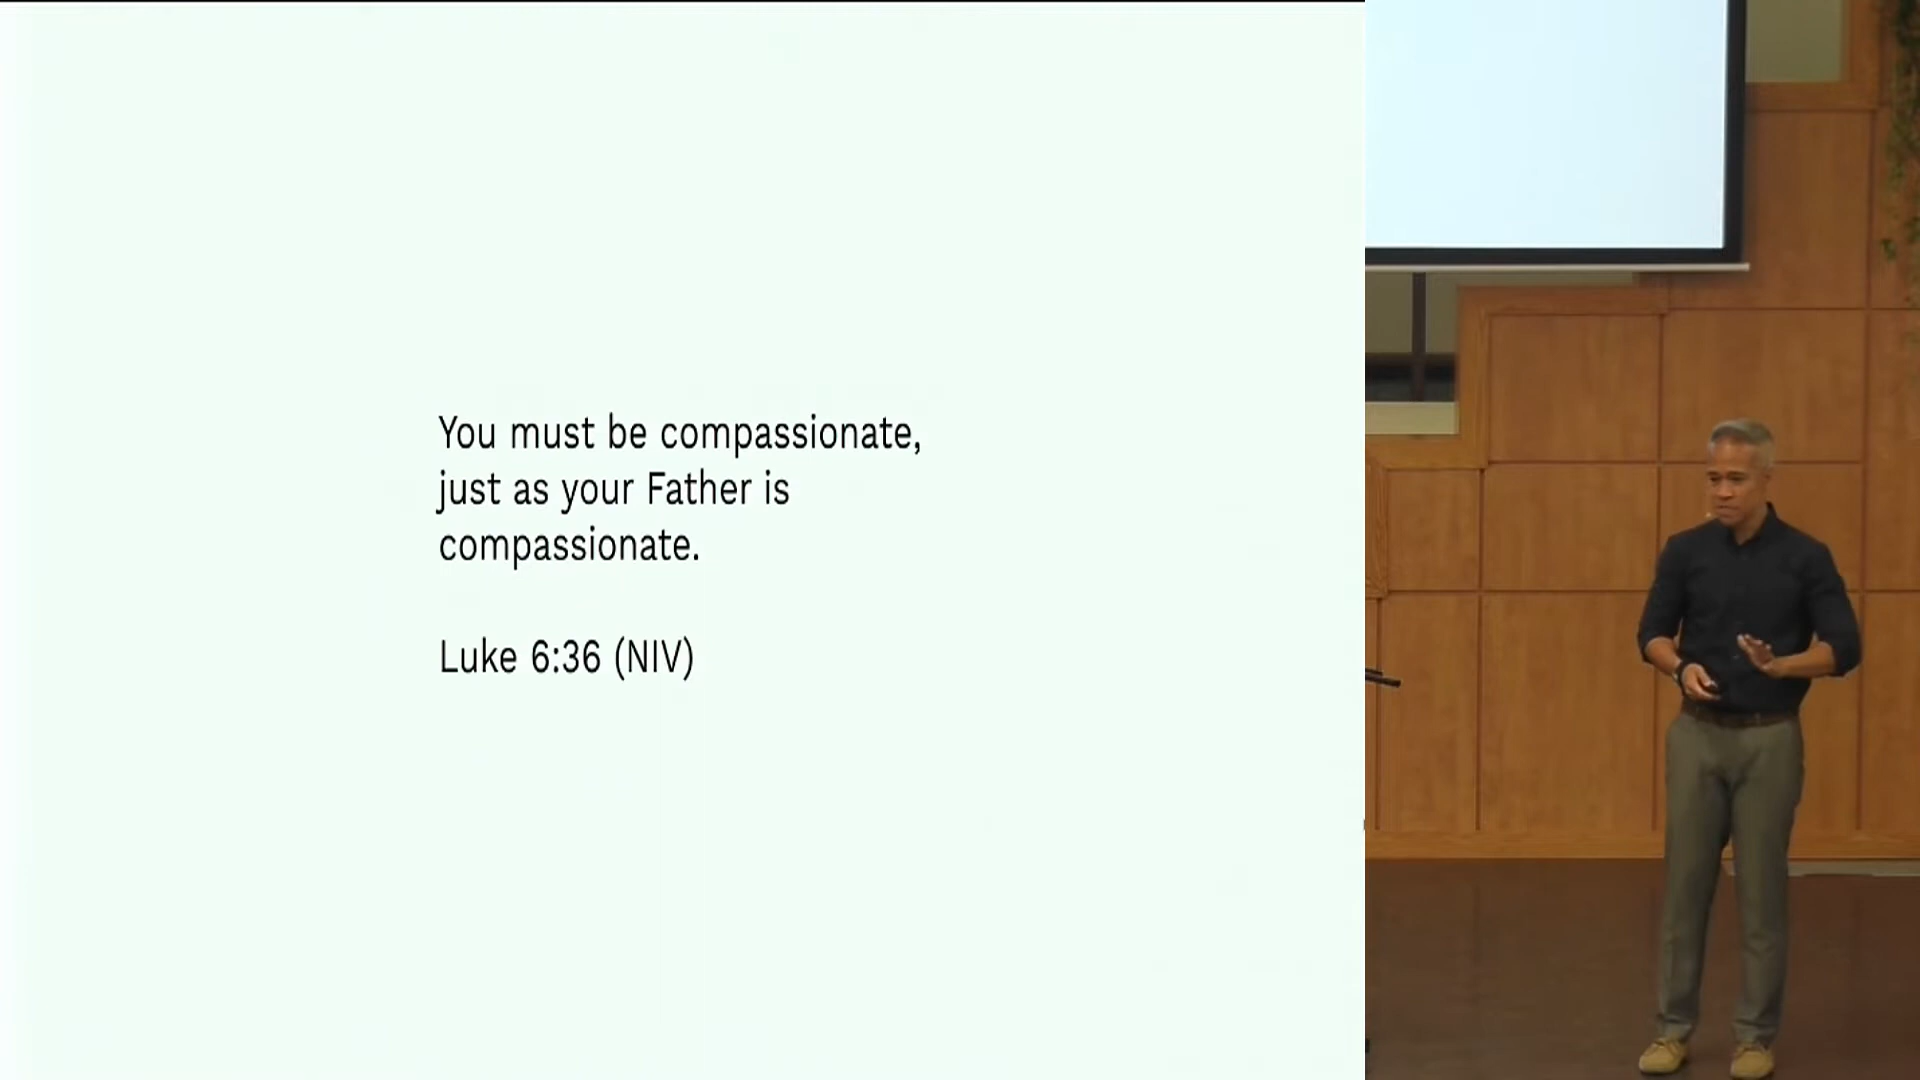 You must be compassionate,
just as your Father is
compassionate.
Luke 6:36 (NIV)